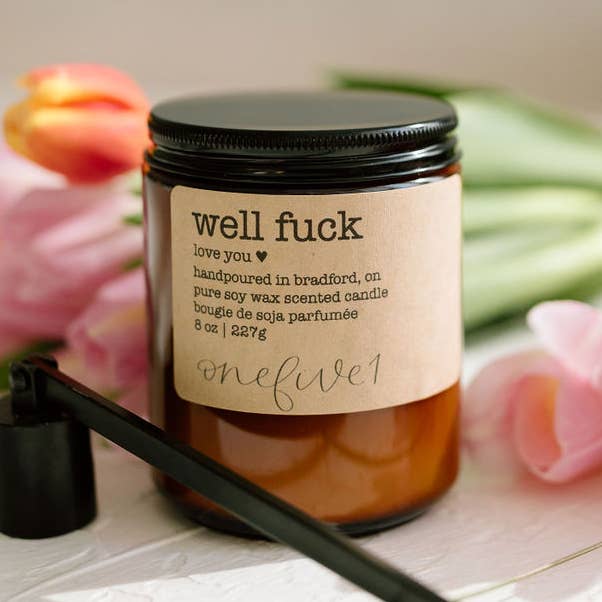 well fuck
love you ♥
handpoured in bradford, on
pure soy wax scented candle
bougie de soja parfumée
8 oz | 227g
onefive1